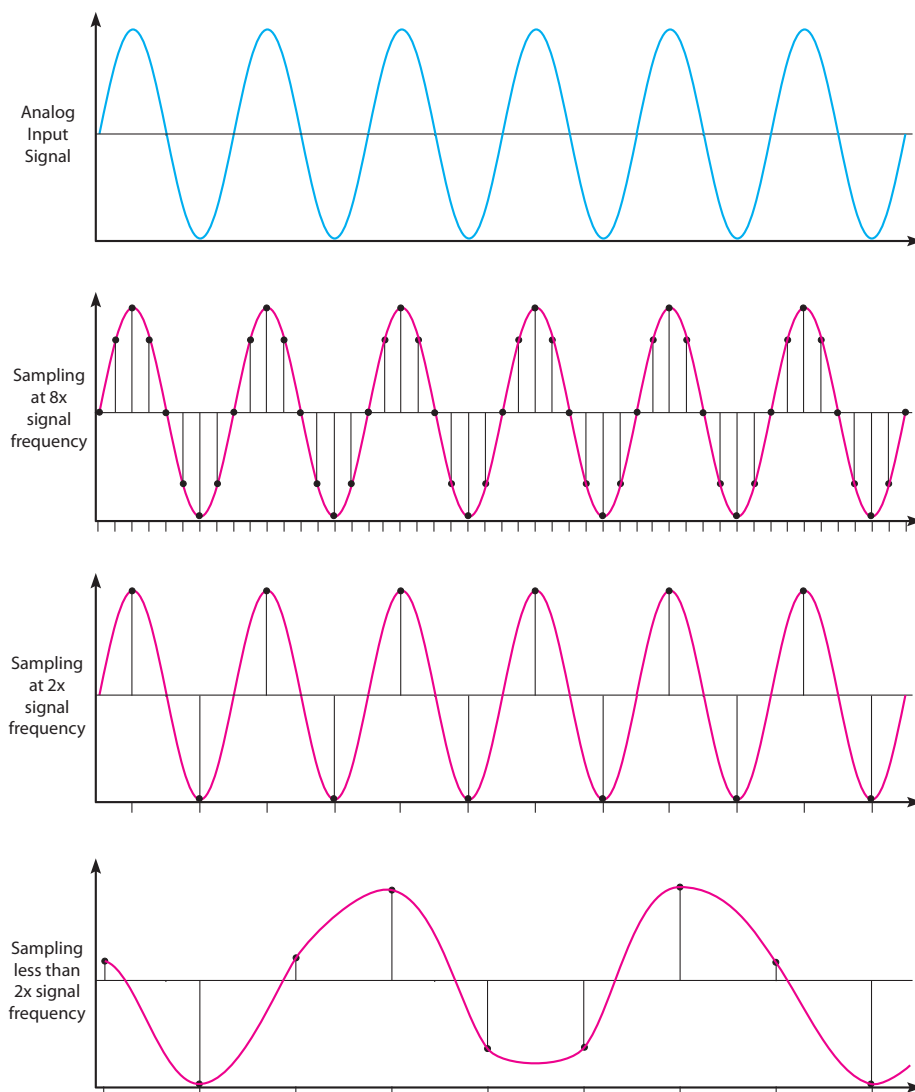 Analog
Input
Signal
Sampling
at 8x
signal
frequency
Sampling
at 2x
signal
frequency
Sampling
less than
2x signal
frequency